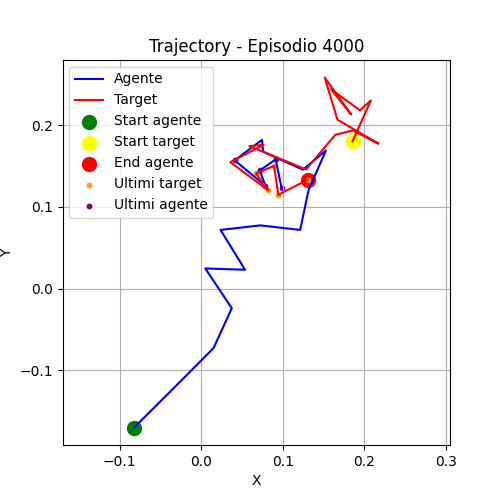 Trajectory - Episodio 4000
Agente
Target
Start agente
Start target
End agente
Ultimi target
Ultimi agente
Y
0.2
0.1
0.0
−0.1
−0.1
0.0
0.1
0.2
0.3
X